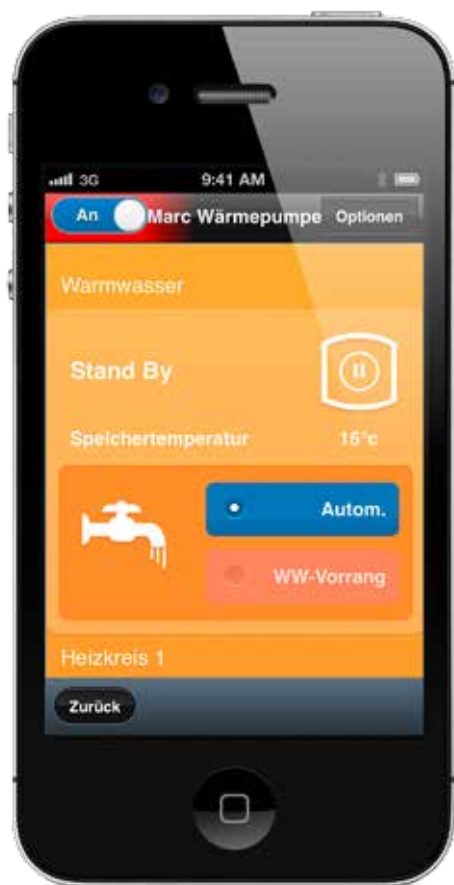 3G 9:41 AM
An Marc Wärmepumpe Optionen
Warmwasser
Stand By
Speichertemperatur 16°c
Autom.
WW-Vorrang
Heizkreis 1
Zurück